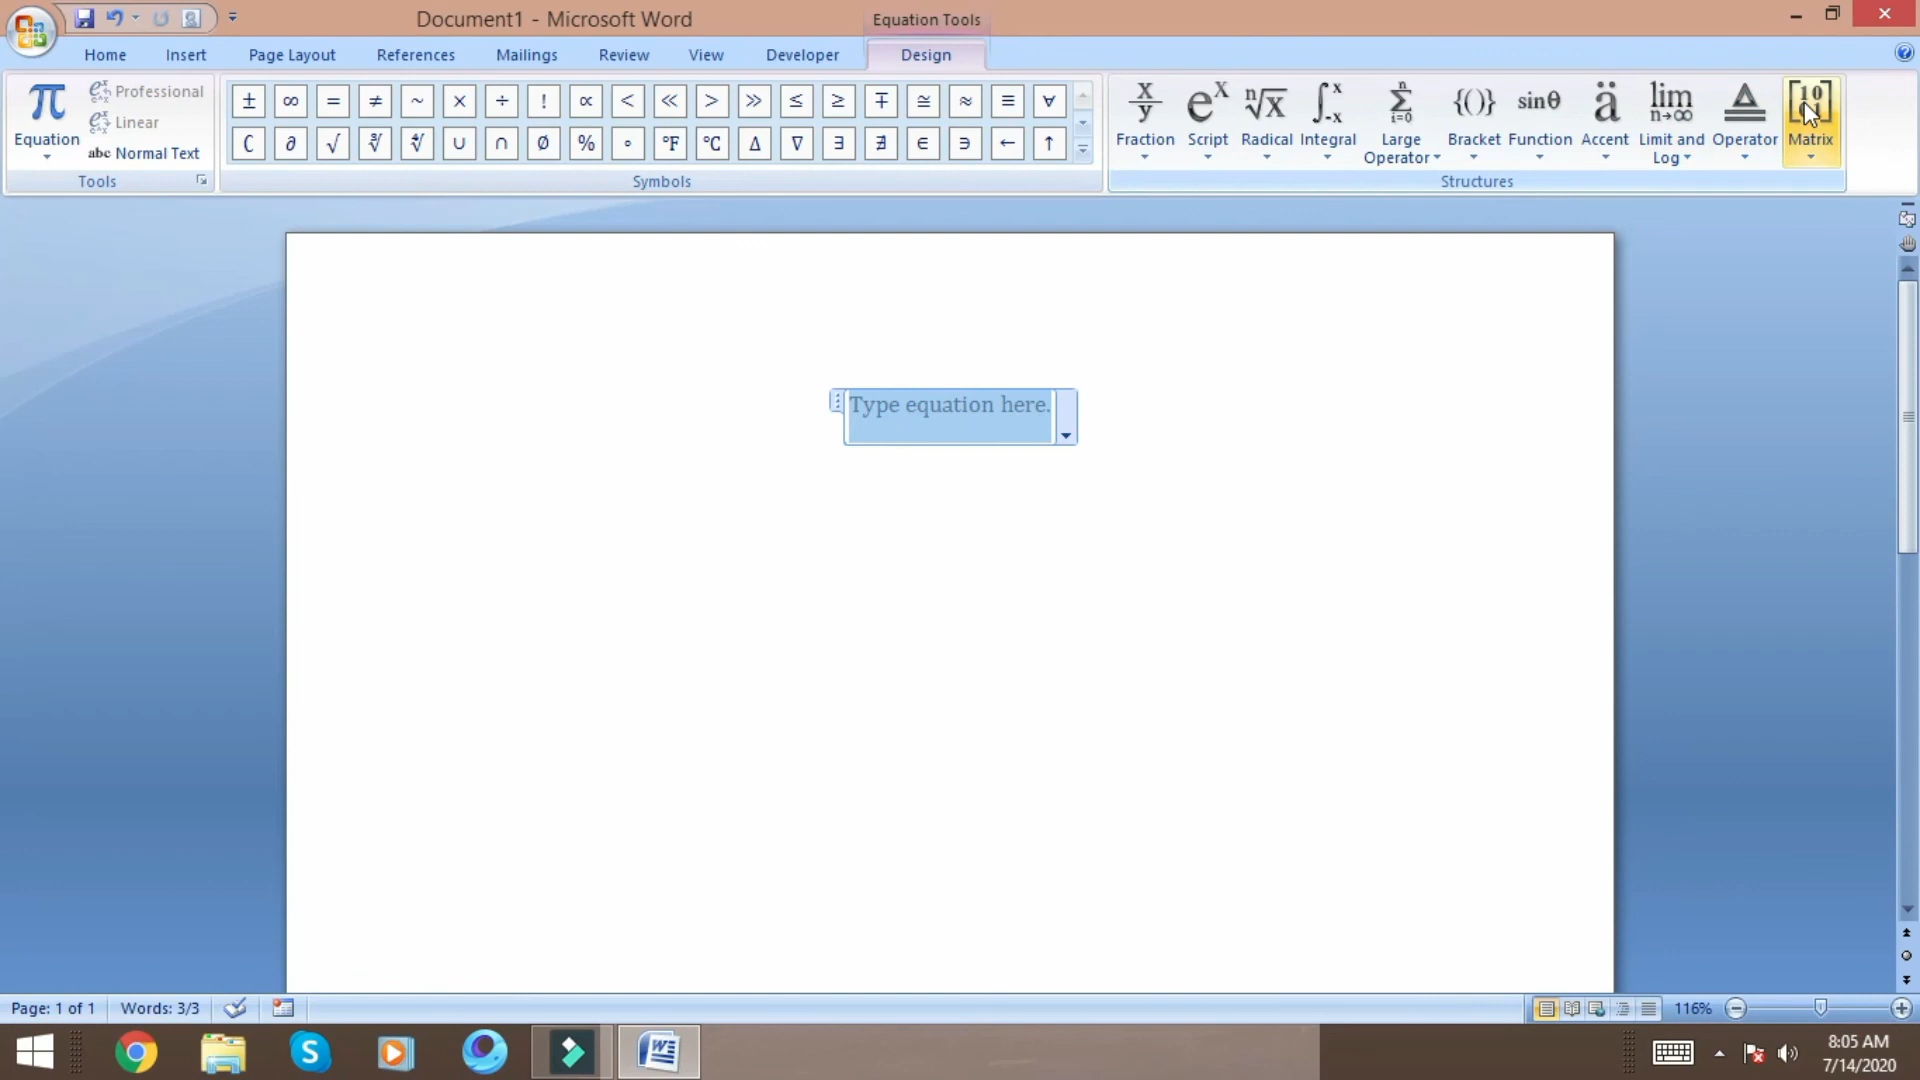 Document1 - Microsoft Word
Equation Tools
Home Insert Page Layout References Mailings Review View Developer Design
π Equation
Professional
Linear
abc Normal Text
Tools
± ∞ = ≠ ~ × ÷ ! ∝ < ≪ > ≫ ≤ ≥ ∓ ≅ ≈ ≡ ∀
∁ ∂ √ ∛ ∜ ∪ ∩ ∅ % ° °F °C ∆ ∇ ∃ ∄ ∈ ∋ ← ↑
Symbols
Fraction Script Radical Integral Large Operator Bracket Function Accent Limit and Log Operator Matrix
Structures
Type equation here.
Page: 1 of 1 Words: 3/3
116%
8:05 AM
7/14/2020